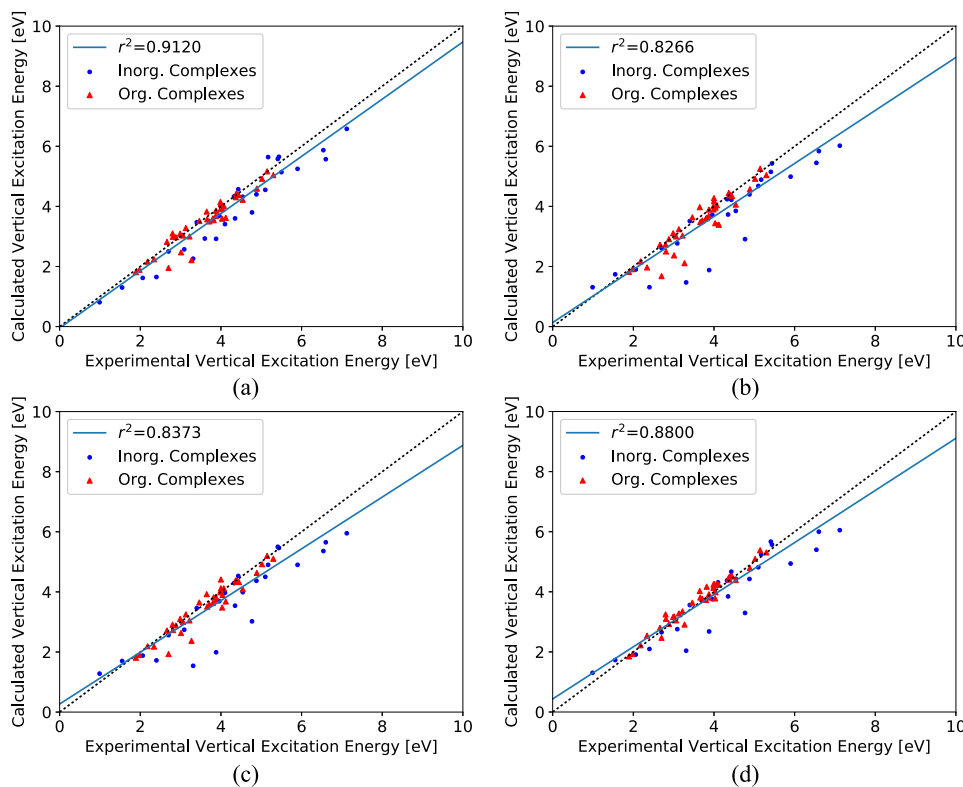 10
8
6
4
2
0
Calculated Vertical Excitation Energy [eV]
r²=0.9120
Inorg. Complexes
Org. Complexes
0 2 4 6 8 10
Experimental Vertical Excitation Energy [eV]
(a)
10
8
6
4
2
0
Calculated Vertical Excitation Energy [eV]
r²=0.8266
Inorg. Complexes
Org. Complexes
0 2 4 6 8 10
Experimental Vertical Excitation Energy [eV]
(b)
10
8
6
4
2
0
Calculated Vertical Excitation Energy [eV]
r²=0.8373
Inorg. Complexes
Org. Complexes
0 2 4 6 8 10
Experimental Vertical Excitation Energy [eV]
(c)
10
8
6
4
2
0
Calculated Vertical Excitation Energy [eV]
r²=0.8800
Inorg. Complexes
Org. Complexes
0 2 4 6 8 10
Experimental Vertical Excitation Energy [eV]
(d)